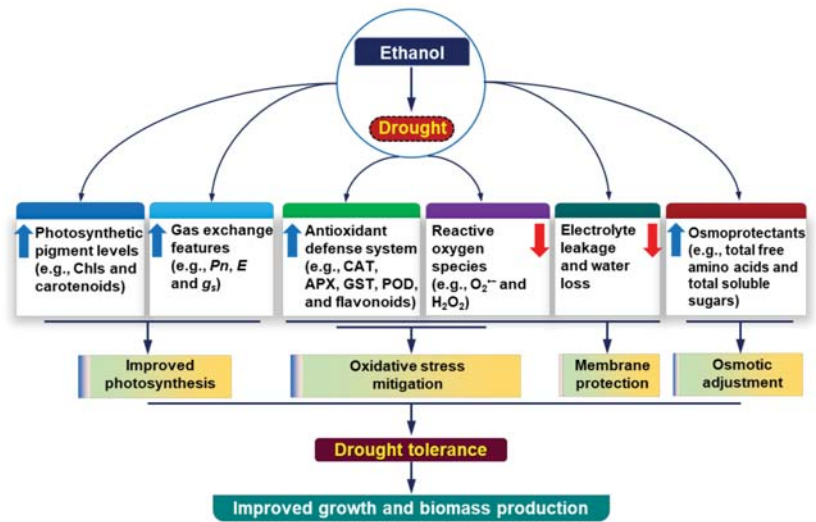 Ethanol
Drought
Photosynthetic
pigment levels
(e.g., Chls and
carotenoids)
Gas exchange
features
(e.g., Pn, E
and gₛ)
Antioxidant
defense system
(e.g., CAT,
APX, GST, POD,
and flavonoids)
Reactive
oxygen
species
(e.g., O₂•− and
H₂O₂)
Electrolyte
leakage
and water
loss
Osmoprotectants
(e.g., total free
amino acids and
total soluble
sugars)
Improved
photosynthesis
Oxidative stress
mitigation
Membrane
protection
Osmotic
adjustment
Drought tolerance
Improved growth and biomass production